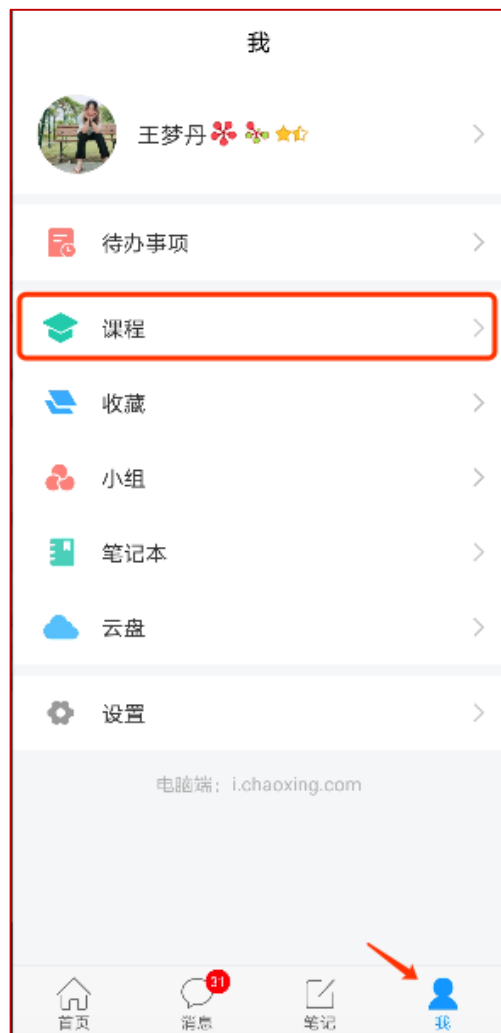 我
王梦丹
待办事项
课程
收藏
小组
笔记本
云盘
设置
电脑端：i.chaoxing.com
31
首页
消息
笔记
我